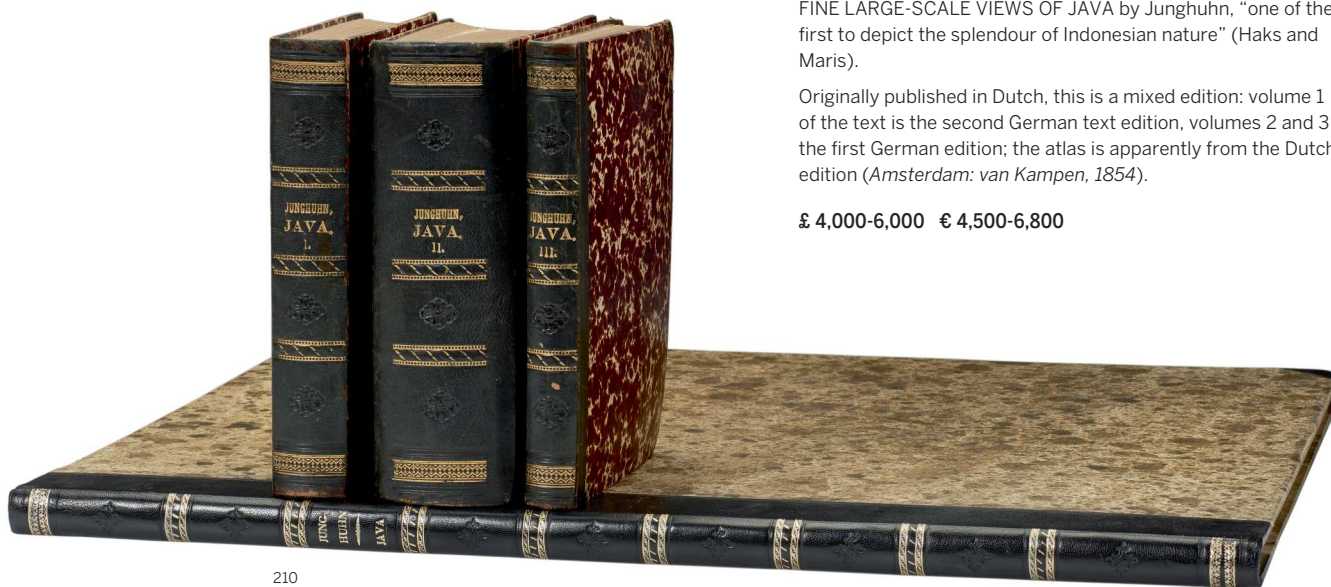 FINE LARGE-SCALE VIEWS OF JAVA by Junghuhn, “one of the
first to depict the splendour of Indonesian nature” (Haks and
Maris).
Originally published in Dutch, this is a mixed edition: volume 1
of the text is the second German text edition, volumes 2 and 3
the first German edition; the atlas is apparently from the Dutch
edition (Amsterdam: van Kampen, 1854).
£ 4,000-6,000 € 4,500-6,800
JUNGHUHN,
JAVA.
I.
JUNGHUHN,
JAVA.
II.
JUNGHUHN,
JAVA.
III.
JUNG
HUHN
JAVA
210